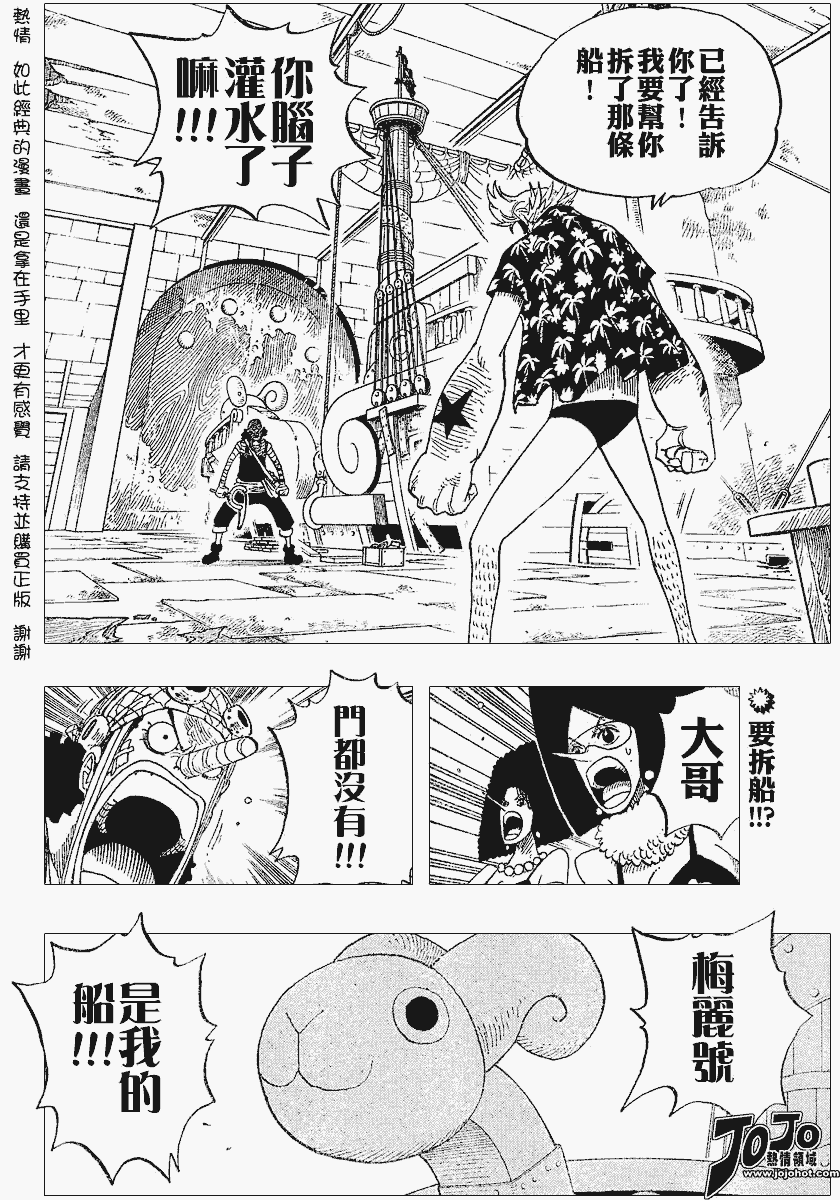 已經告訴
你了！
我要幫你
拆了那條
船！
你腦子
灌水了
嘛!!!
大哥
要拆船!!?
門都沒有!!!
梅麗號
是我的
船!!!
熱情 如此經典的漫畫 還是拿在手里 才更有感覺 請支持並購買正版 謝謝
JOJO
熱情領域
www.jojohot.com